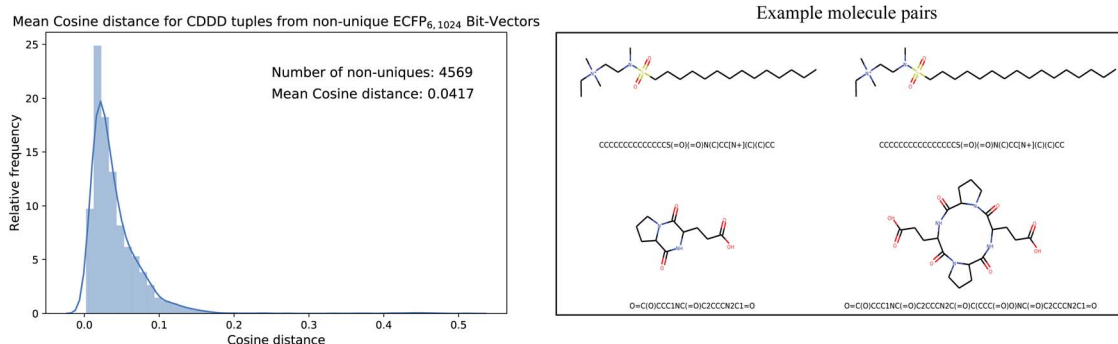 Mean Cosine distance for CDDD tuples from non-unique ECFP6,1024 Bit-Vectors
Number of non-uniques: 4569
Mean Cosine distance: 0.0417
Relative frequency
25
20
15
10
5
0
0.0 0.1 0.2 0.3 0.4 0.5
Cosine distance
Example molecule pairs
CCCCCCCCCCCCCCS(=O)(=O)N(C)CC[N+](C)(C)CC
CCCCCCCCCCCCCCCCS(=O)(=O)N(C)CC[N+](C)(C)CC
O=C(O)CCC1NC(=O)C2CCCN2C1=O
O=C(O)CCC1NC(=O)C2CCCN2C(=O)C(CCC(=O)O)NC(=O)C2CCCN2C1=O